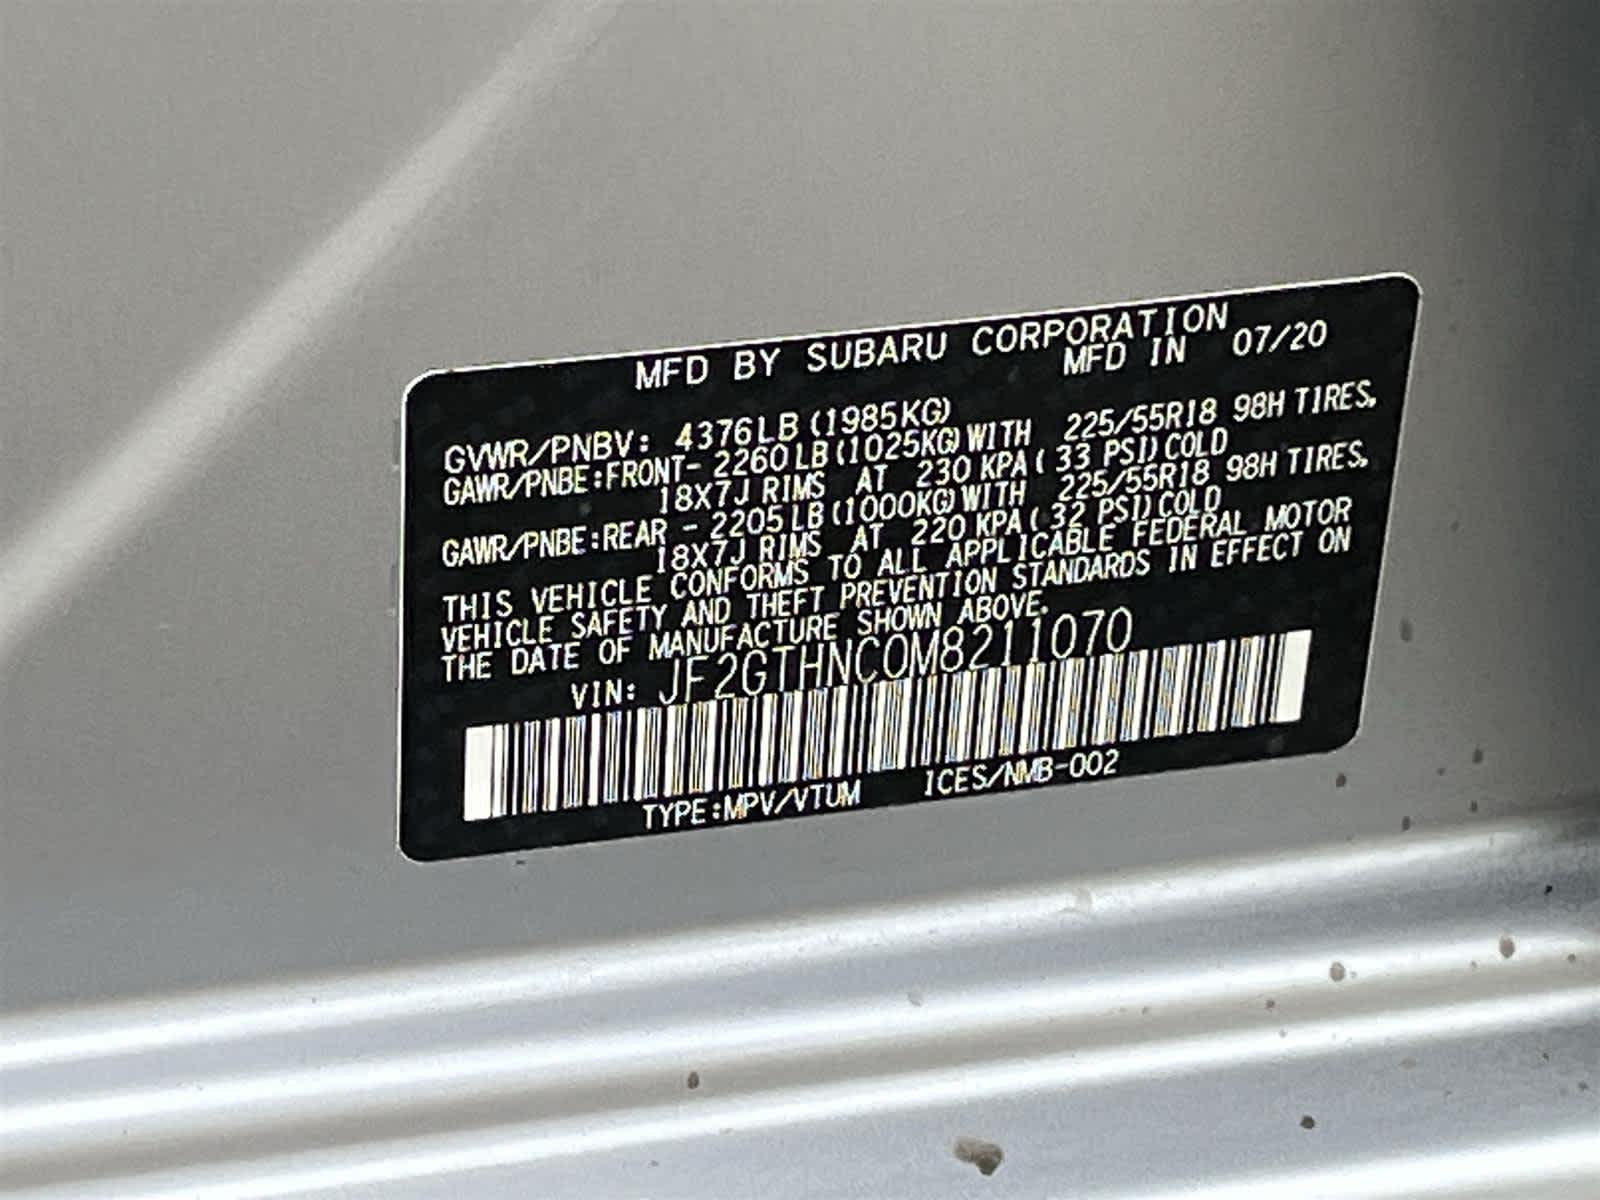 MFD BY SUBARU CORPORATION
MFD IN 07/20
GVWR/PNBV: 4376LB (1985KG)
GAWR/PNBE:FRONT- 2260LB (1025KG) WITH 225/55R18 98H TIRES,
18X7J RIMS AT 230 KPA ( 33 PSI) COLD
GAWR/PNBE:REAR - 2205LB (1000KG) WITH 225/55R18 98H TIRES,
18X7J RIMS AT 220 KPA ( 32 PSI) COLD
THIS VEHICLE CONFORMS TO ALL APPLICABLE FEDERAL MOTOR
VEHICLE SAFETY AND THEFT PREVENTION STANDARDS IN EFFECT ON
THE DATE OF MANUFACTURE SHOWN ABOVE.
VIN: JF2GTHNC0M8211070
TYPE:MPV/VTUM ICES/NMB-002